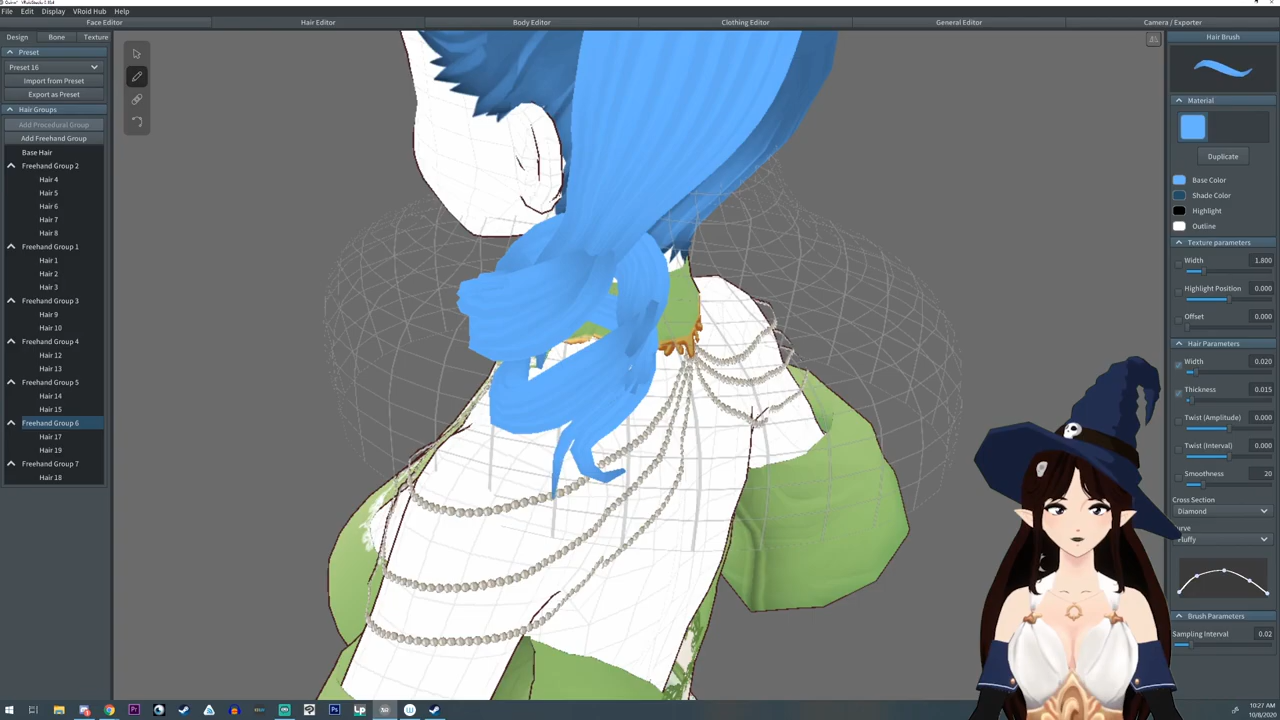 File Edit Display VRoid Hub Help
Face Editor Hair Editor Body Editor Clothing Editor General Editor Camera / Exporter
Design Bone Texture
Preset
Preset 16
Import from Preset
Export as Preset
Hair Groups
Add Procedural Group
Add Freehand Group
Base Hair
Freehand Group 2
Hair 4
Hair 5
Hair 6
Hair 7
Hair 8
Freehand Group 1
Hair 1
Hair 2
Hair 3
Freehand Group 3
Hair 9
Hair 10
Freehand Group 4
Hair 12
Hair 13
Freehand Group 5
Hair 14
Hair 15
Freehand Group 6
Hair 17
Hair 19
Freehand Group 7
Hair 18
Hair Brush
Material
Duplicate
Base Color
Shade Color
Highlight
Outline
Texture parameters
Width 1.800
Highlight Position 0.000
Offset 0.000
Hair Parameters
Width 0.020
Thickness 0.015
Twist (Amplitude) 0.000
Twist (Interval) 0.000
Smoothness 20
Cross Section
Diamond
urve
Fluffy
Brush Parameters
Sampling Interval 0.02
10:27 AM
10/8/2020